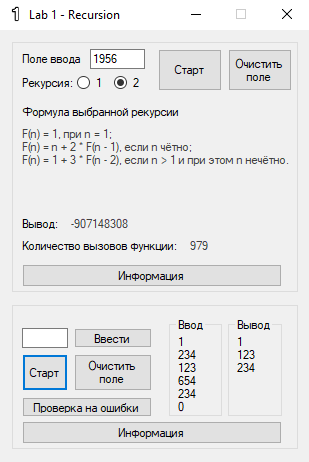 Lab 1 - Recursion
Поле ввода 1956
Старт
Очистить
поле
Рекурсия: 1 2
Формула выбранной рекурсии
F(n) = 1, при n = 1;
F(n) = n + 2 * F(n - 1), если n чётно;
F(n) = 1 + 3 * F(n - 2), если n > 1 и при этом n нечётно.
Вывод: -907148308
Количество вызовов функции: 979
Информация
Ввести
Старт
Очистить
поле
Проверка на ошибки
Ввод
1
234
123
654
234
0
Вывод
1
123
234
Информация